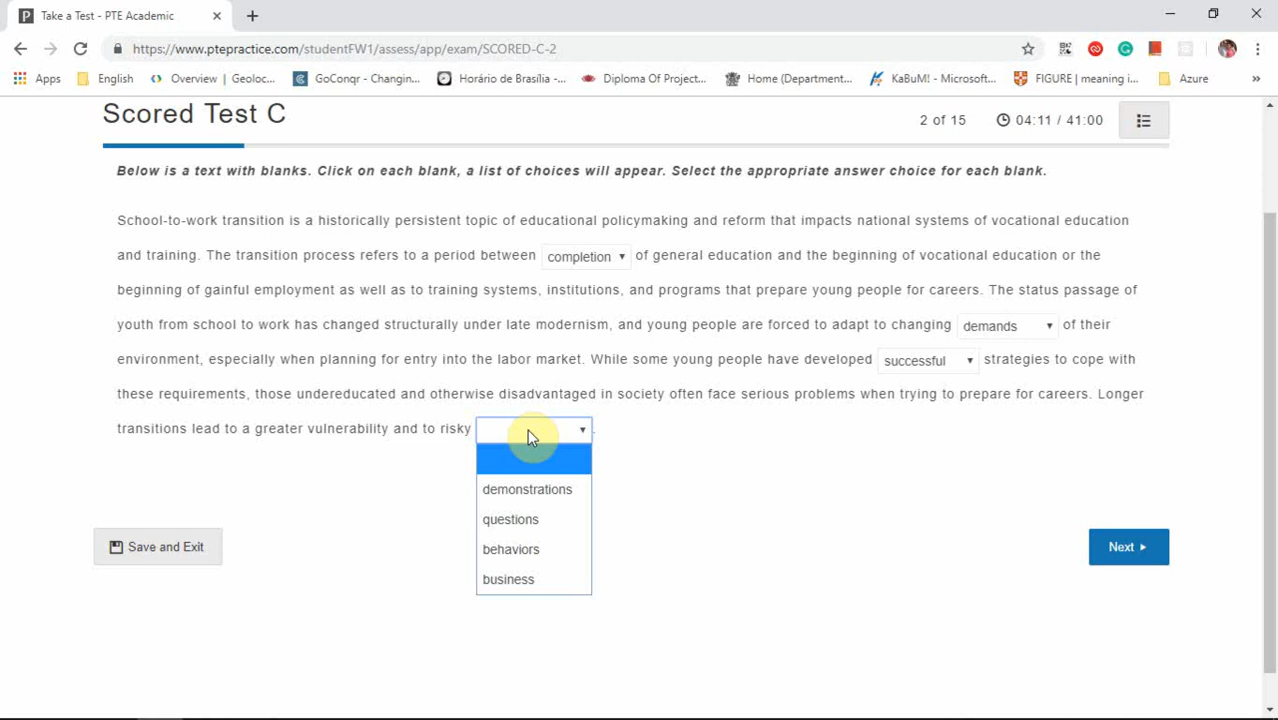 Take a Test - PTE Academic
https://www.ptepractice.com/studentFW1/assess/app/exam/SCORED-C-2
Apps English Overview | Geoloc... GoConqr - Changin... Horário de Brasília -... Diploma Of Project... Home (Department... KaBuM! - Microsoft... FIGURE | meaning i... Azure »
Scored Test C
2 of 15 04:11 / 41:00
Below is a text with blanks. Click on each blank, a list of choices will appear. Select the appropriate answer choice for each blank.
School-to-work transition is a historically persistent topic of educational policymaking and reform that impacts national systems of vocational education
and training. The transition process refers to a period between completion of general education and the beginning of vocational education or the
beginning of gainful employment as well as to training systems, institutions, and programs that prepare young people for careers. The status passage of
youth from school to work has changed structurally under late modernism, and young people are forced to adapt to changing demands of their
environment, especially when planning for entry into the labor market. While some young people have developed successful strategies to cope with
these requirements, those undereducated and otherwise disadvantaged in society often face serious problems when trying to prepare for careers. Longer
transitions lead to a greater vulnerability and to risky .
demonstrations
questions
behaviors
business
Save and Exit
Next